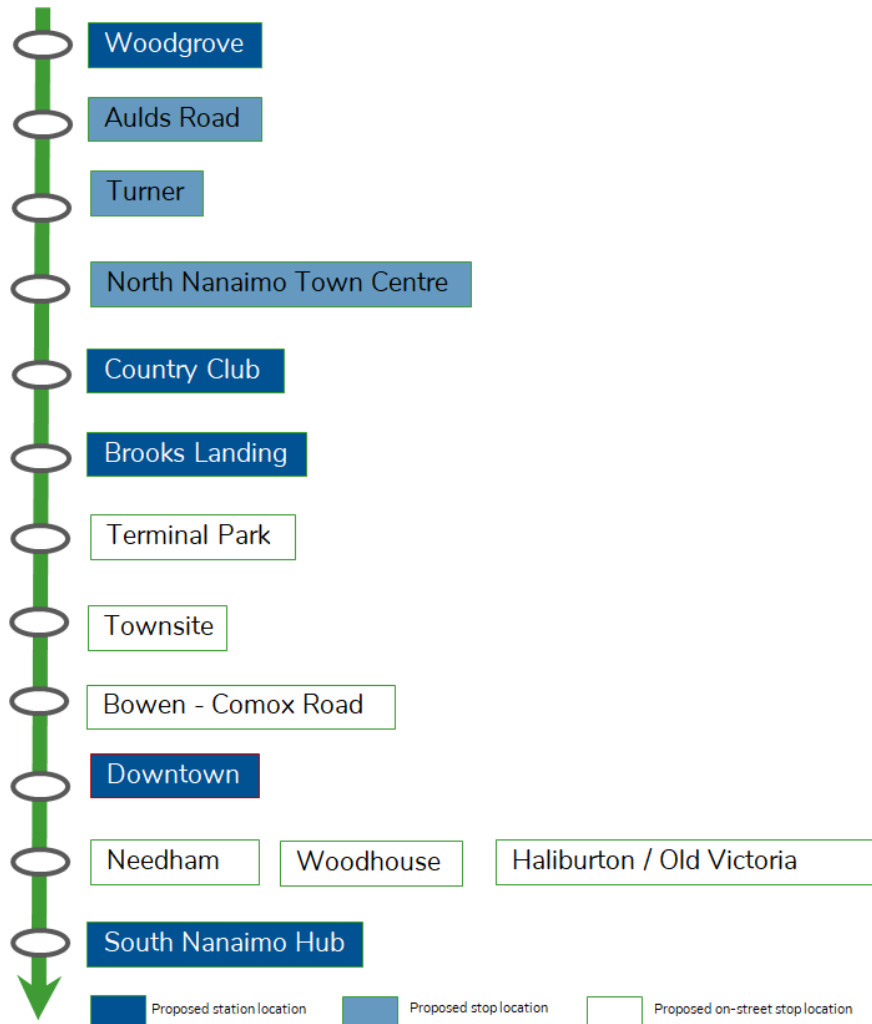 Woodgrove
Aulds Road
Turner
North Nanaimo Town Centre
Country Club
Brooks Landing
Terminal Park
Townsite
Bowen - Comox Road
Downtown
Needham Woodhouse Haliburton / Old Victoria
South Nanaimo Hub
Proposed station location Proposed stop location Proposed on-street stop location